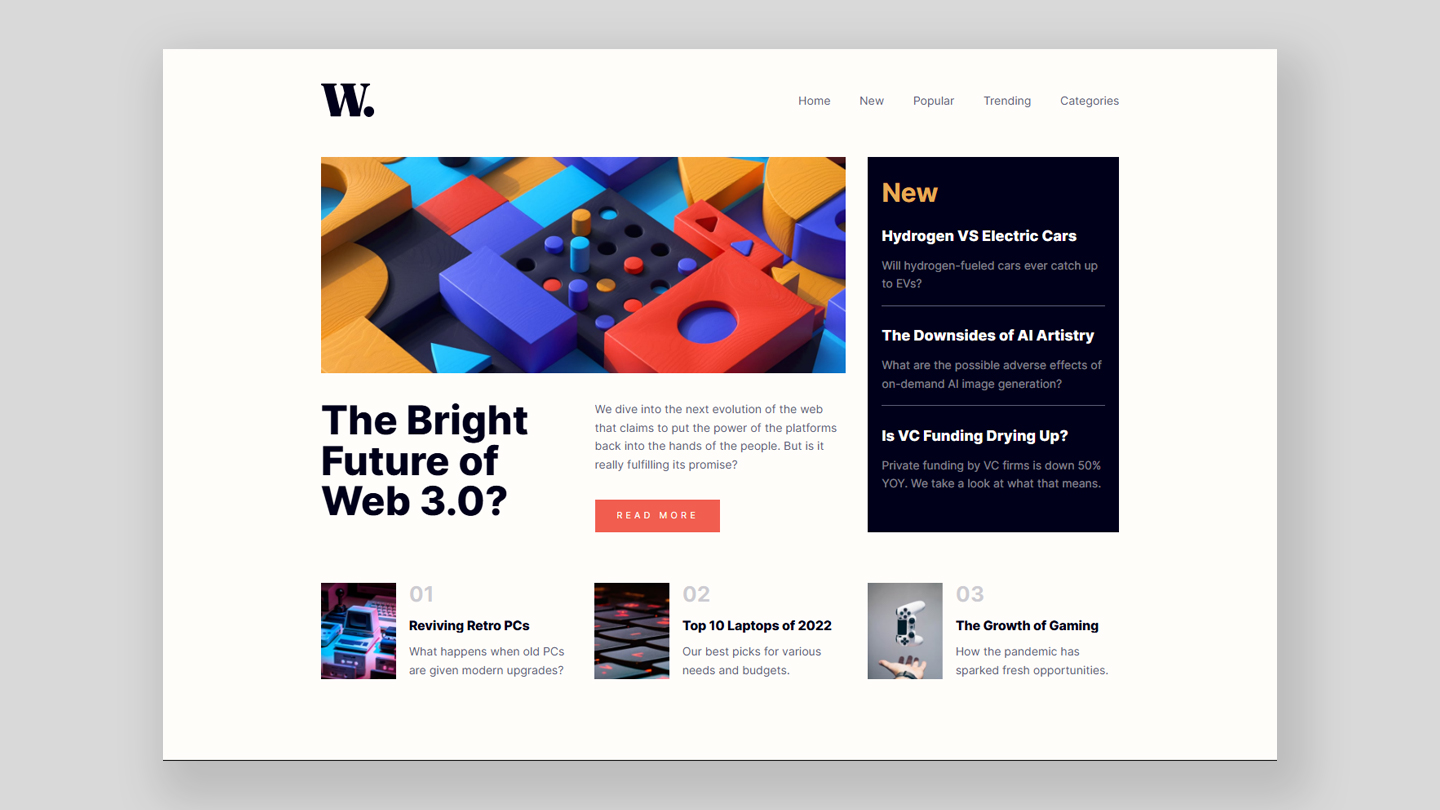 W.
Home New Popular Trending Categories
The Bright
Future of
Web 3.0?
We dive into the next evolution of the web
that claims to put the power of the platforms
back into the hands of the people. But is it
really fulfilling its promise?
READ MORE
New
Hydrogen VS Electric Cars
Will hydrogen-fueled cars ever catch up
to EVs?
The Downsides of AI Artistry
What are the possible adverse effects of
on-demand AI image generation?
Is VC Funding Drying Up?
Private funding by VC firms is down 50%
YOY. We take a look at what that means.
01
Reviving Retro PCs
What happens when old PCs
are given modern upgrades?
02
Top 10 Laptops of 2022
Our best picks for various
needs and budgets.
03
The Growth of Gaming
How the pandemic has
sparked fresh opportunities.